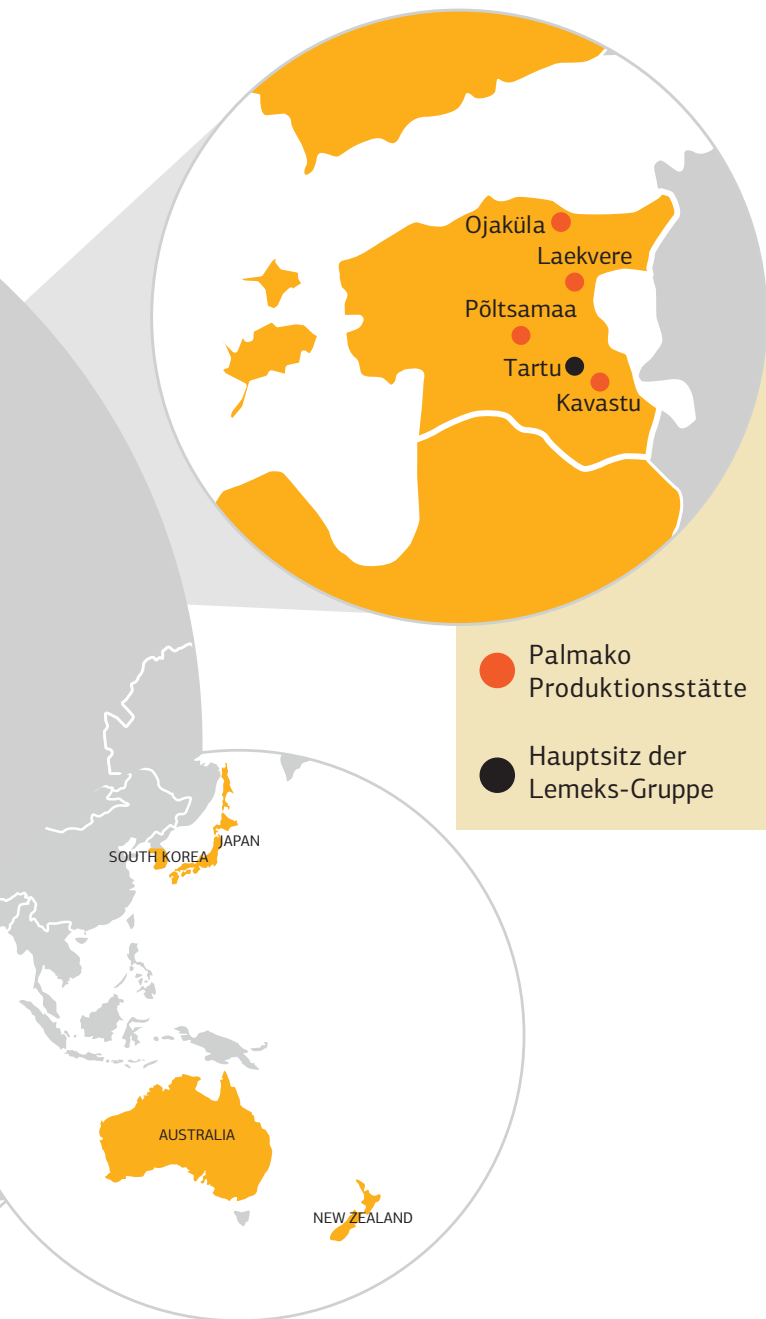 Ojaküla
Laekvere
Põltsamaa
Tartu
Kavastu
Palmako
Produktionsstätte
Hauptsitz der
Lemeks-Gruppe
JAPAN
SOUTH KOREA
AUSTRALIA
NEW ZEALAND